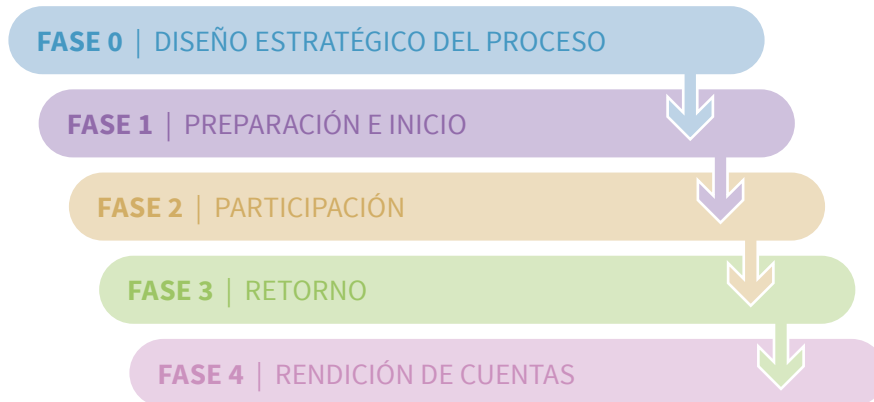 FASE 0 | DISEÑO ESTRATÉGICO DEL PROCESO
FASE 1 | PREPARACIÓN E INICIO
FASE 2 | PARTICIPACIÓN
FASE 3 | RETORNO
FASE 4 | RENDICIÓN DE CUENTAS